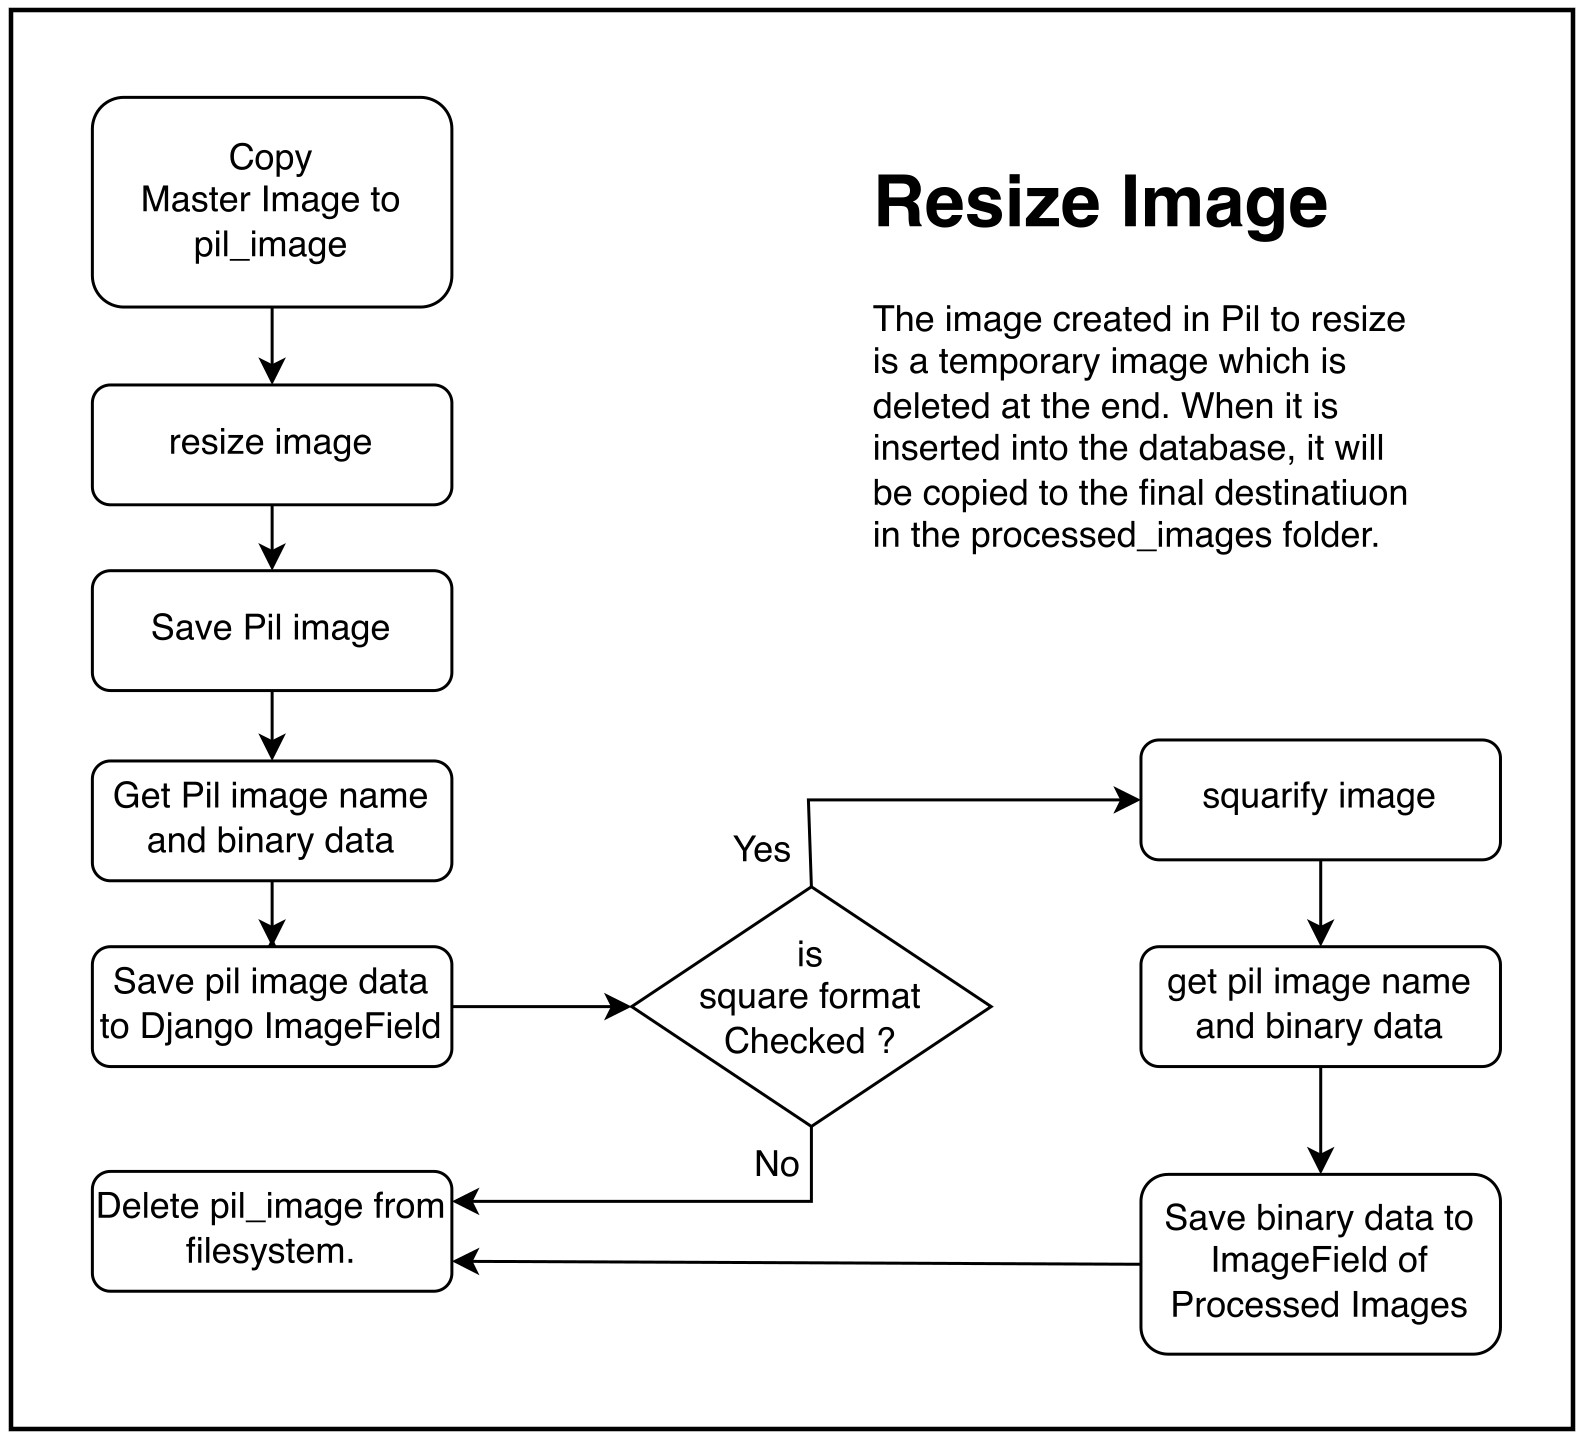 Copy
Master Image to
pil_image
resize image
Save Pil image
Get Pil image name
and binary data
Save pil image data
to Django ImageField
Resize Image
The image created in Pil to resize
is a temporary image which is
deleted at the end. When it is
inserted into the database, it will
be copied to the final destinatiuon
in the processed_images folder.
is
square format
Checked ?
Yes
squarify image
get pil image name
and binary data
Save binary data to
ImageField of
Processed Images
No
Delete pil_image from
filesystem.